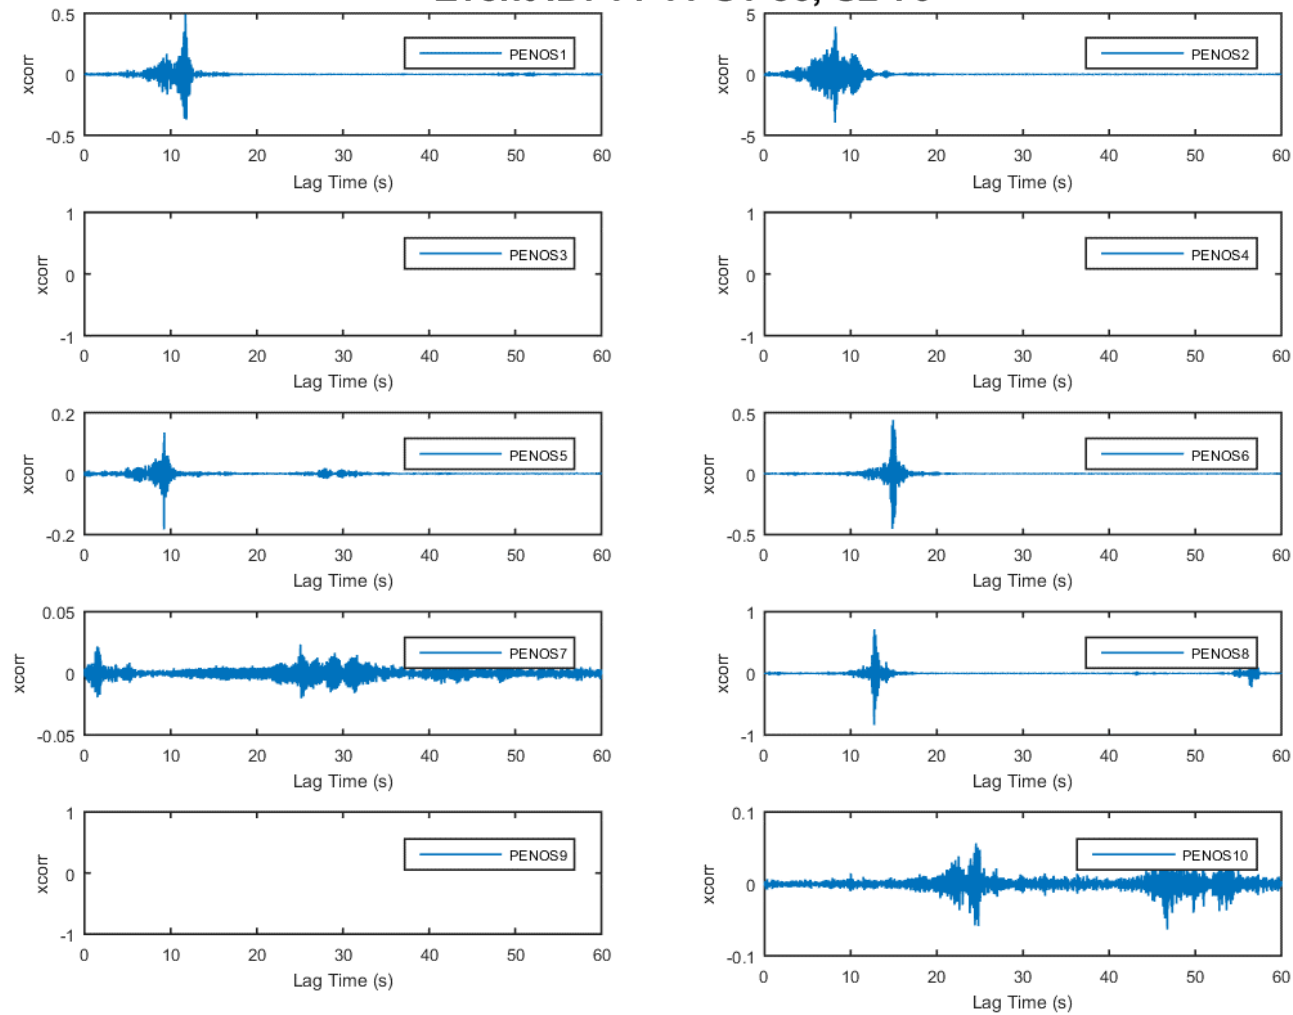 0.5
0
-0.5
xcorr
PENOS1
0 10 20 30 40 50 60
Lag Time (s)
5
0
-5
xcorr
PENOS2
0 10 20 30 40 50 60
Lag Time (s)
1
0
-1
xcorr
PENOS3
0 10 20 30 40 50 60
Lag Time (s)
1
0
-1
xcorr
PENOS4
0 10 20 30 40 50 60
Lag Time (s)
0.2
0
-0.2
xcorr
PENOS5
0 10 20 30 40 50 60
Lag Time (s)
0.5
0
-0.5
xcorr
PENOS6
0 10 20 30 40 50 60
Lag Time (s)
0.05
0
-0.05
xcorr
PENOS7
0 10 20 30 40 50 60
Lag Time (s)
1
0
-1
xcorr
PENOS8
0 10 20 30 40 50 60
Lag Time (s)
1
0
-1
xcorr
PENOS9
0 10 20 30 40 50 60
Lag Time (s)
0.1
0
-0.1
xcorr
PENOS10
0 10 20 30 40 50 60
Lag Time (s)